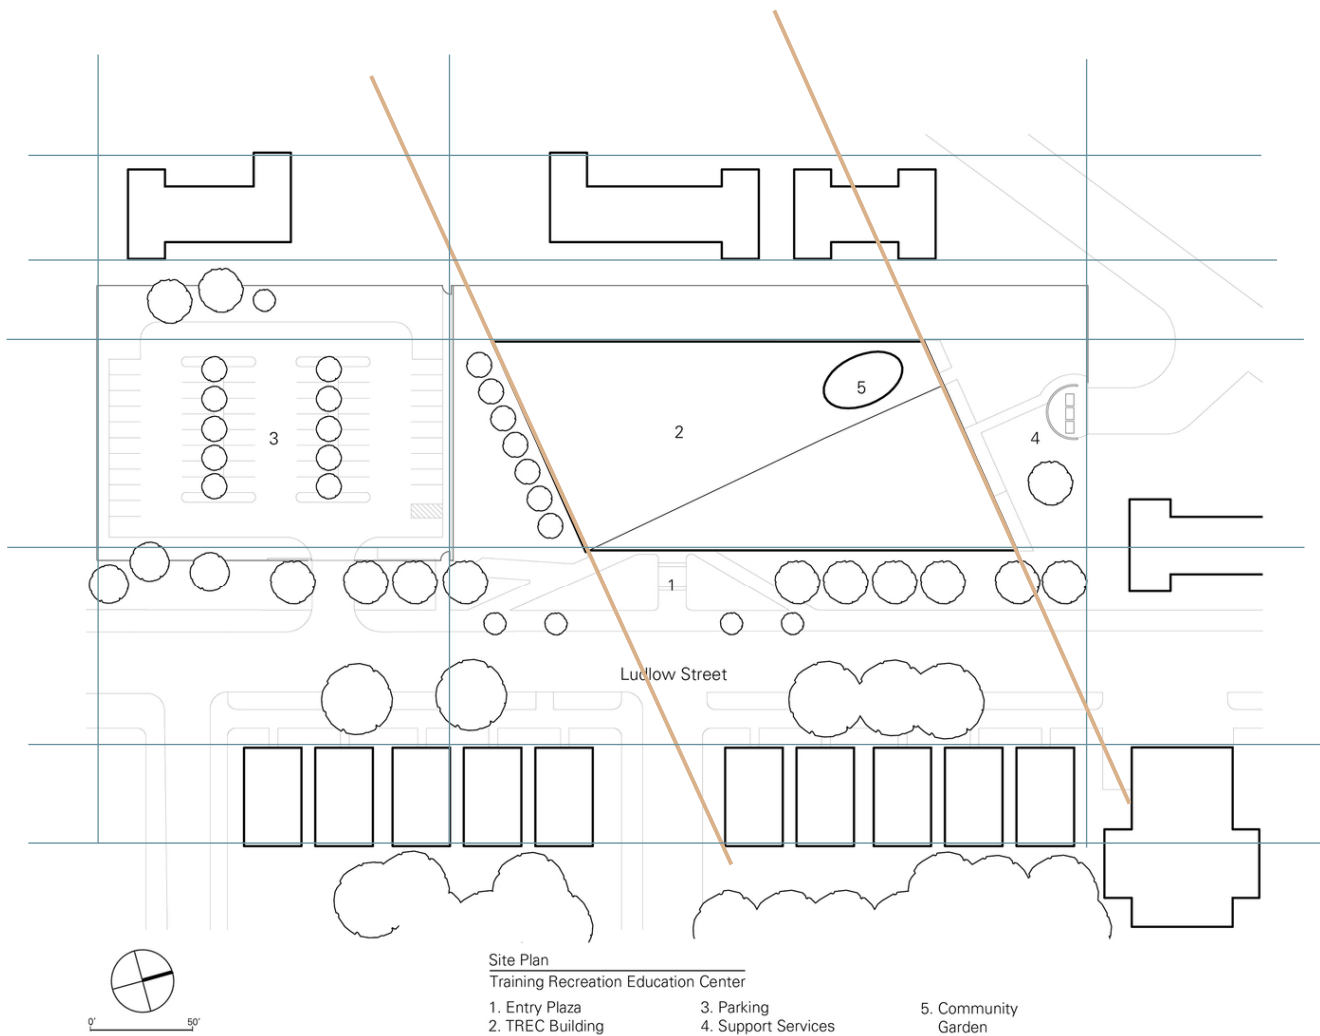 5
2
3
4
1
Ludlow Street
Site Plan
Training Recreation Education Center
1. Entry Plaza
2. TREC Building
3. Parking
4. Support Services
5. Community
Garden
0'
50'